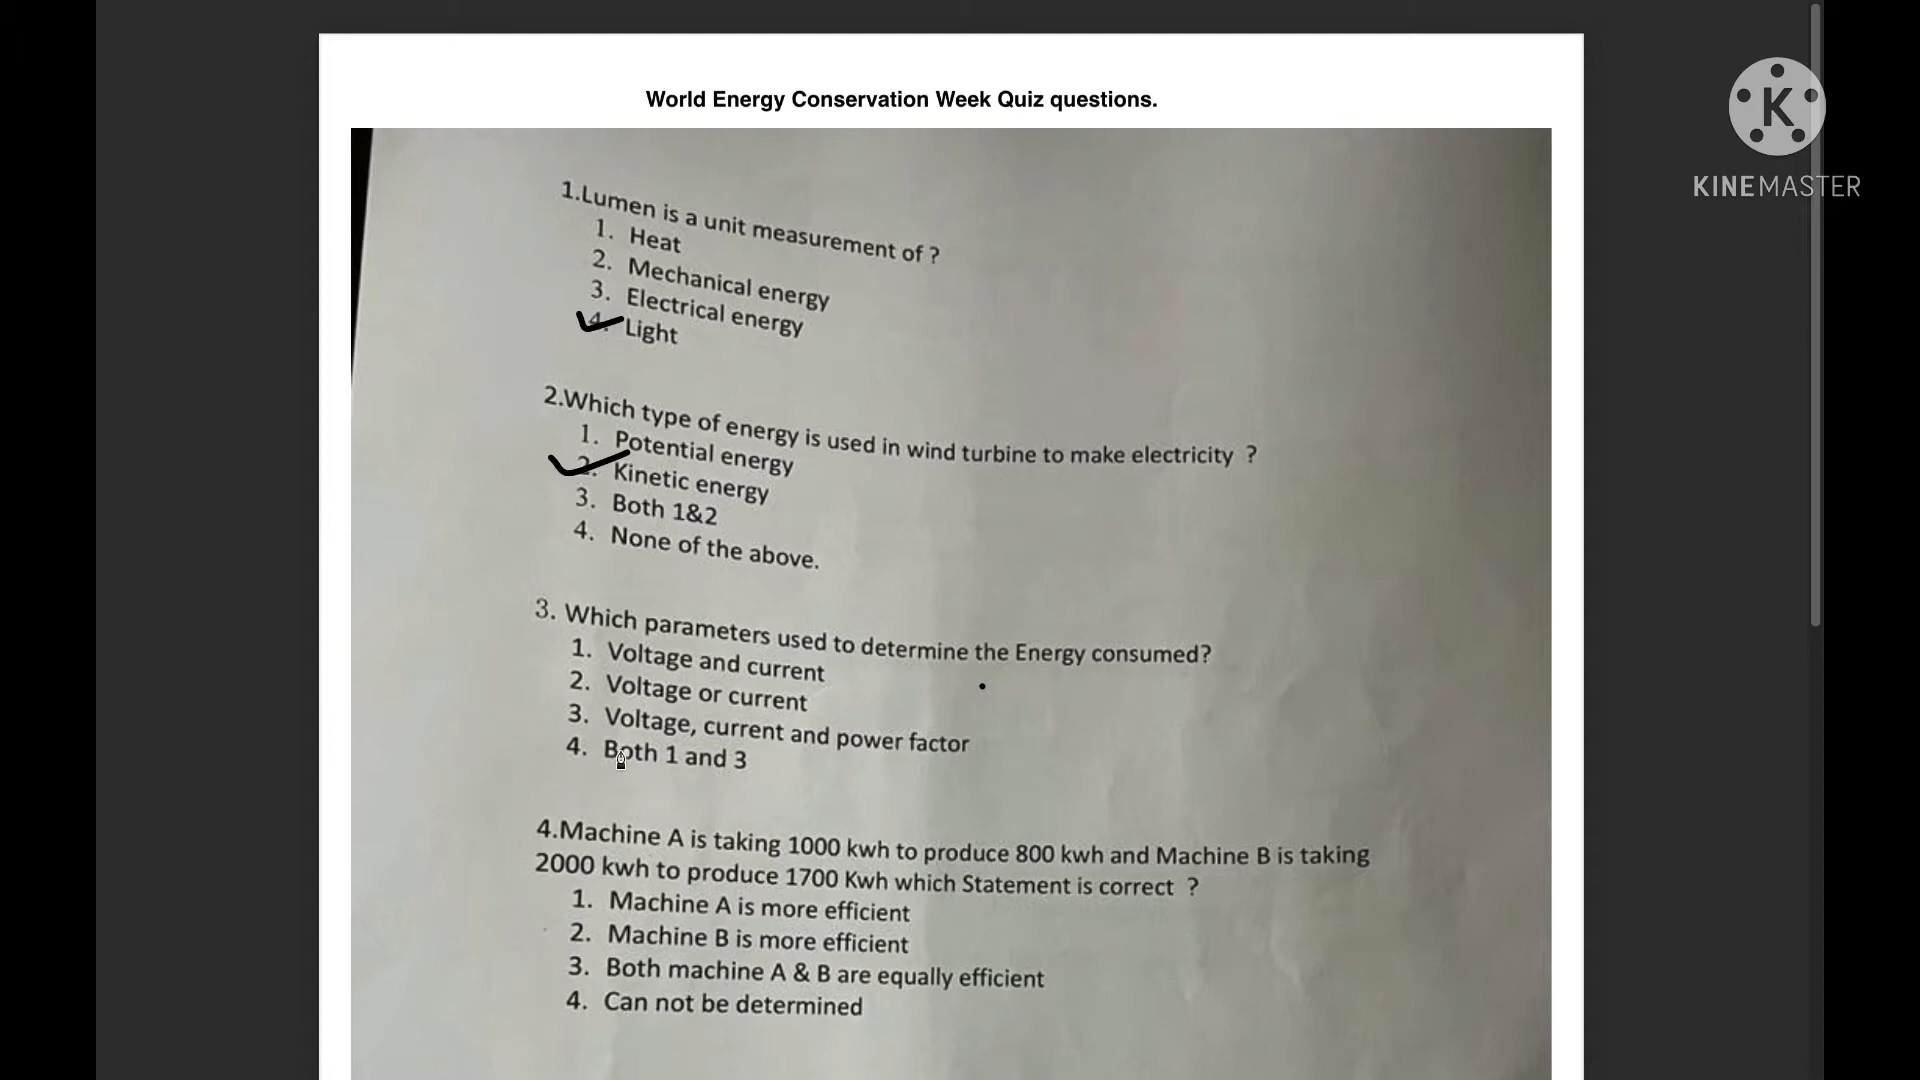 World Energy Conservation Week Quiz questions.
K
KINEMASTER
1.Lumen is a unit measurement of ?
1. Heat
2. Mechanical energy
3. Electrical energy
4. Light
2.Which type of energy is used in wind turbine to make electricity ?
1. Potential energy
2. Kinetic energy
3. Both 1&2
4. None of the above.
3. Which parameters used to determine the Energy consumed?
1. Voltage and current
2. Voltage or current
3. Voltage, current and power factor
4. Both 1 and 3
4.Machine A is taking 1000 kwh to produce 800 kwh and Machine B is taking
2000 kwh to produce 1700 Kwh which Statement is correct ?
1. Machine A is more efficient
2. Machine B is more efficient
3. Both machine A & B are equally efficient
4. Can not be determined